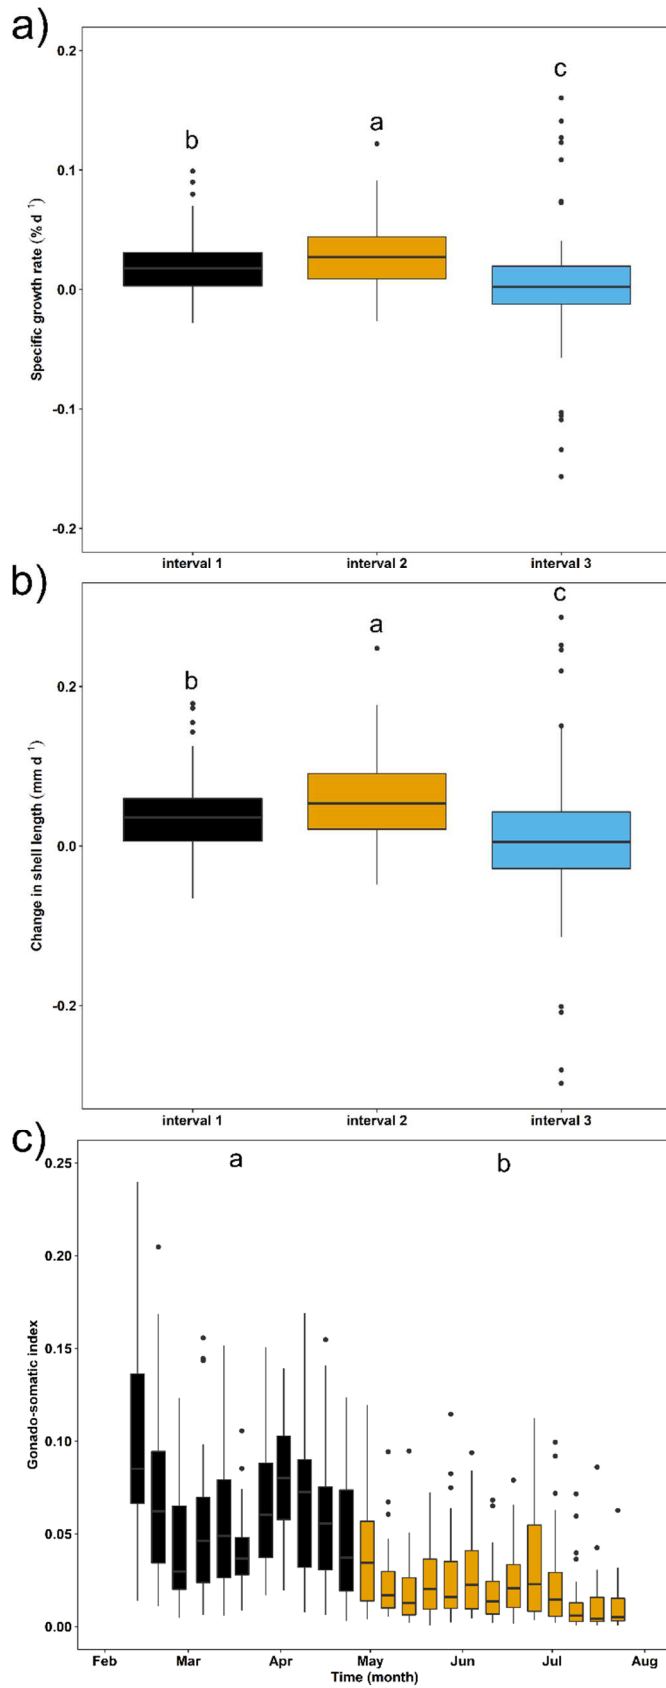 a)
0.2
c
a
b
0.1
0.0
-0.1
-0.2
Specific growth rate (% d⁻¹)
interval 1 interval 2 interval 3
b)
c
a
b
0.2
0.0
-0.2
Change in shell length (mm d⁻¹)
interval 1 interval 2 interval 3
c)
a b
0.25
0.20
0.15
0.10
0.05
0.00
Gonado-somatic index
Feb Mar Apr May Jun Jul Aug
Time (month)